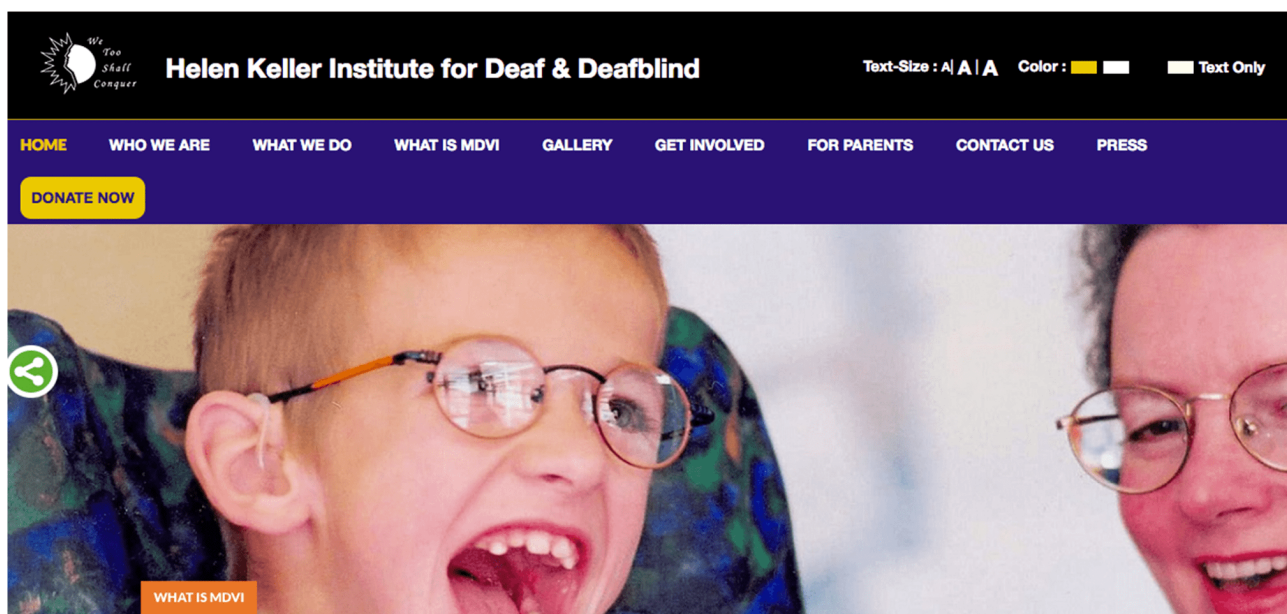 We
Too
Shall
Conquer
Helen Keller Institute for Deaf & Deafblind
Text-Size : A| A | A Color : Text Only
HOME WHO WE ARE WHAT WE DO WHAT IS MDVI GALLERY GET INVOLVED FOR PARENTS CONTACT US PRESS
DONATE NOW
WHAT IS MDVI